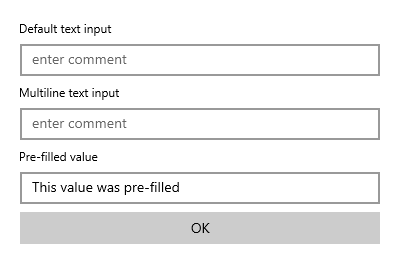 Default text input
enter comment
Multiline text input
enter comment
Pre-filled value
This value was pre-filled
OK